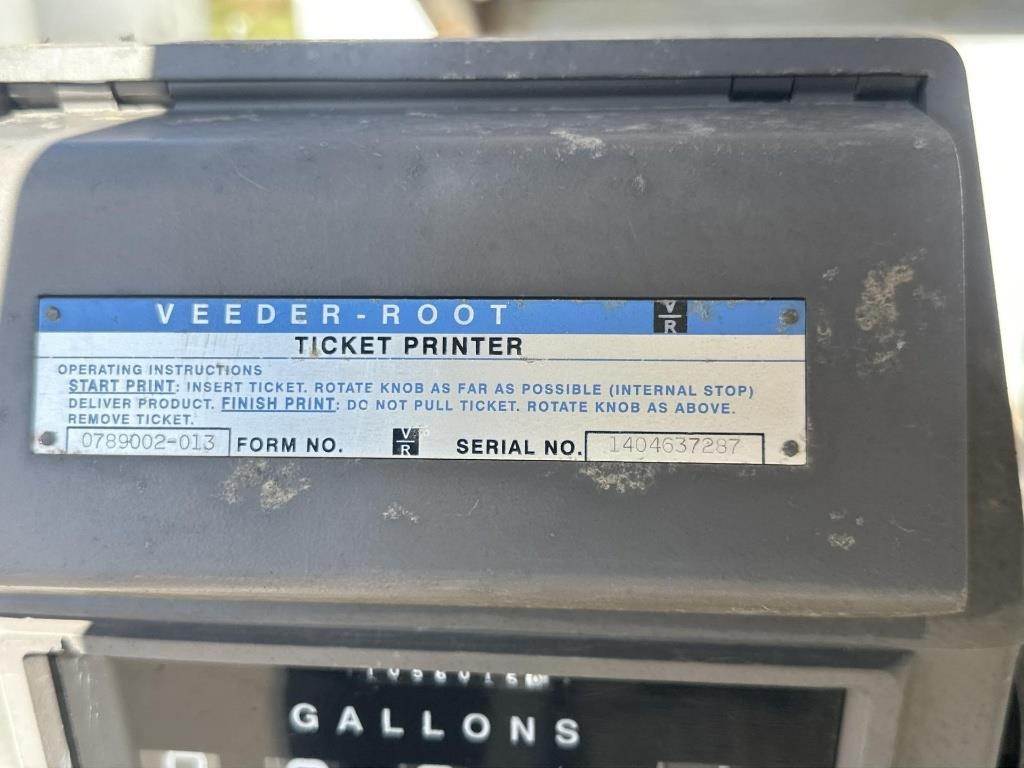 VEEDER-ROOT V/R
TICKET PRINTER
OPERATING INSTRUCTIONS
START PRINT: INSERT TICKET. ROTATE KNOB AS FAR AS POSSIBLE (INTERNAL STOP)
DELIVER PRODUCT. FINISH PRINT: DO NOT PULL TICKET. ROTATE KNOB AS ABOVE.
REMOVE TICKET.
0789002-013 FORM NO. V/R SERIAL NO. 1404637287
GALLONS